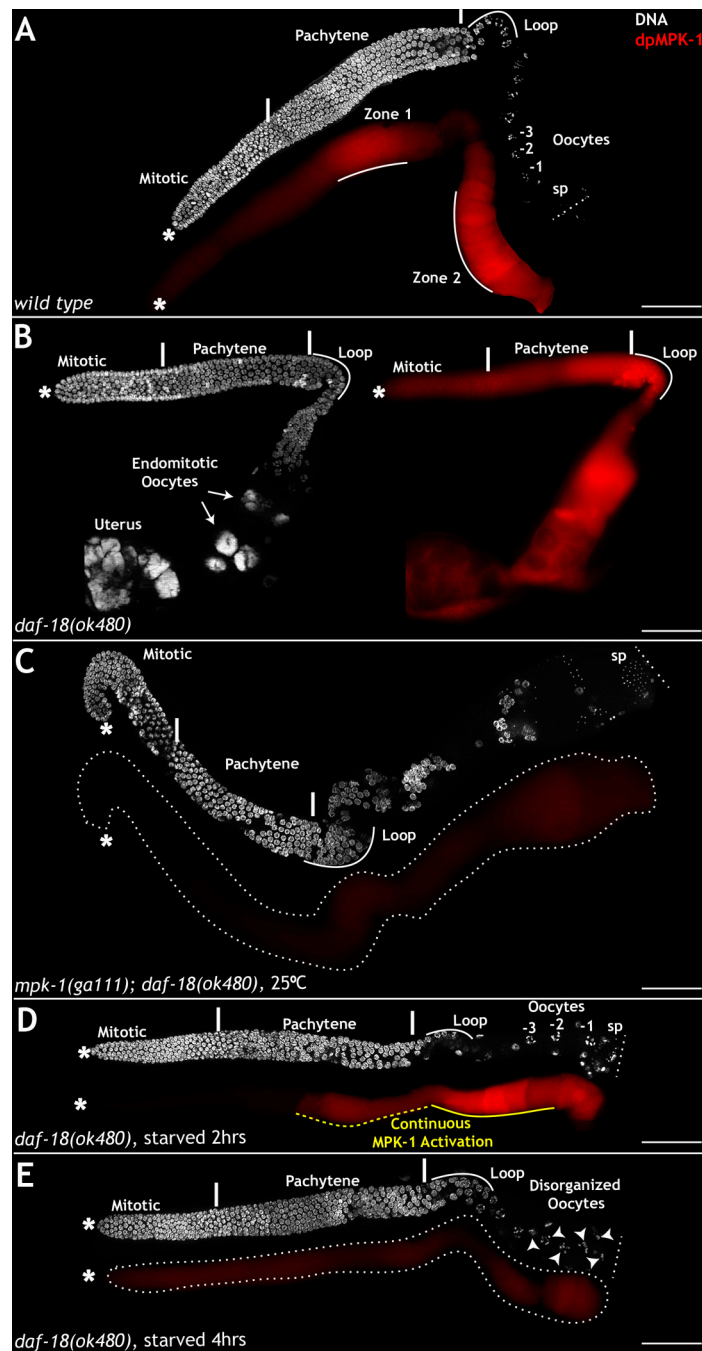 A
Pachytene
Loop
DNA
dpMPK-1
Zone 1
-3
-2
Oocytes
-1
Mitotic
sp
*
Zone 2
*
wild type
B
Mitotic
Pachytene
Loop
*
Mitotic
Pachytene
Loop
*
Endomitotic
Oocytes
Uterus
daf-18(ok480)
C
Mitotic
sp
*
Pachytene
*
Loop
mpk-1(ga111); daf-18(ok480), 25ºC
D
Mitotic
Pachytene
Loop
Oocytes
-3
-2
-1
sp
*
*
Continuous
MPK-1 Activation
daf-18(ok480), starved 2hrs
E
Mitotic
Pachytene
Loop
Disorganized
Oocytes
*
*
daf-18(ok480), starved 4hrs